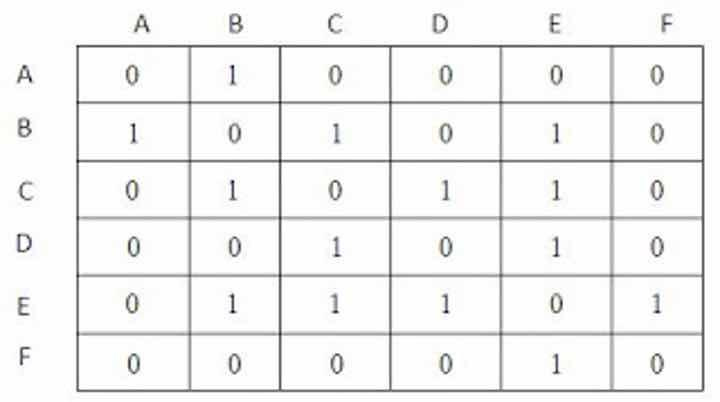 A B C D E F
A 0 1 0 0 0 0
B 1 0 1 0 1 0
C 0 1 0 1 1 0
D 0 0 1 0 1 0
E 0 1 1 1 0 1
F 0 0 0 0 1 0